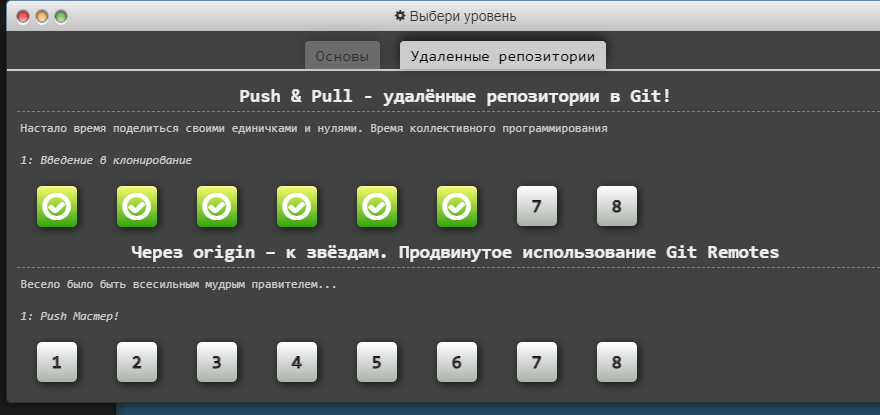 Выбери уровень
Основы
Удаленные репозитории
Push & Pull - удалённые репозитории в Git!
Настало время поделиться своими единичками и нулями. Время коллективного программирования
1: Введение в клонирование
7 8
Через origin – к звёздам. Продвинутое использование Git Remotes
Весело было быть всесильным мудрым правителем...
1: Push Мастер!
1 2 3 4 5 6 7 8